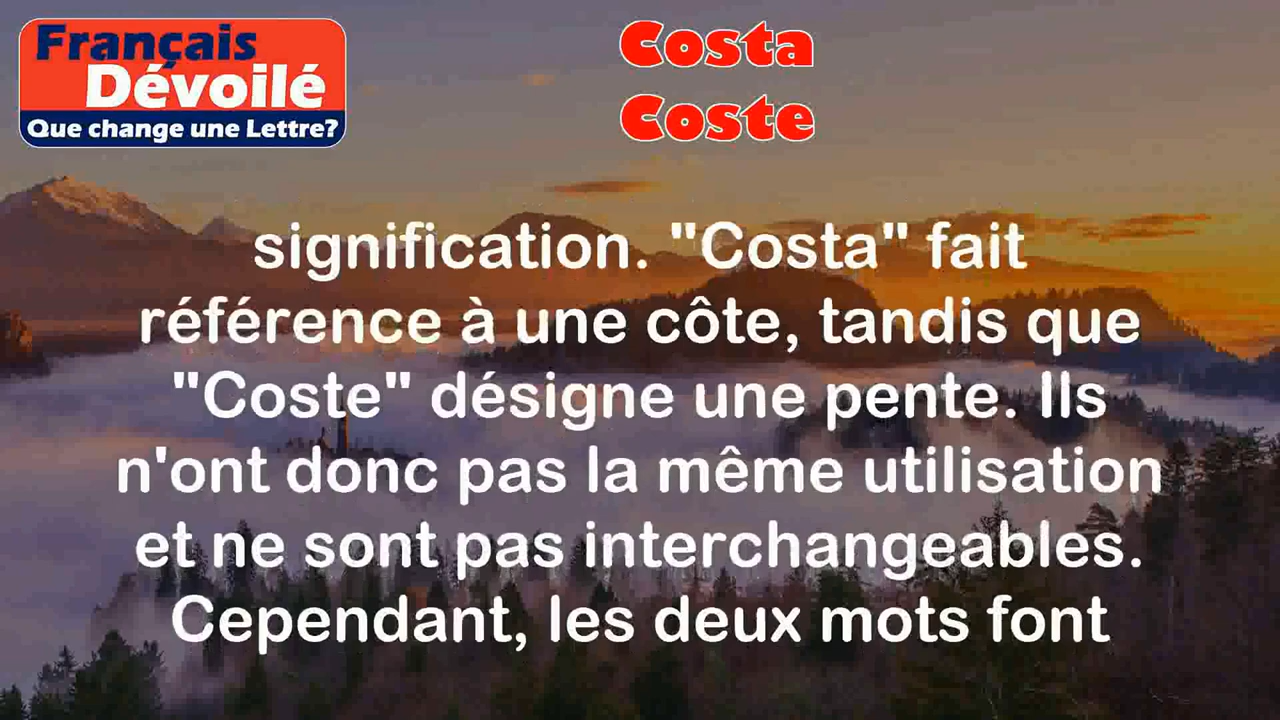 Français
Dévoilé
Que change une Lettre?
Costa
Coste
signification. "Costa" fait
référence à une côte, tandis que
"Coste" désigne une pente. Ils
n'ont donc pas la même utilisation
et ne sont pas interchangeables.
Cependant, les deux mots font